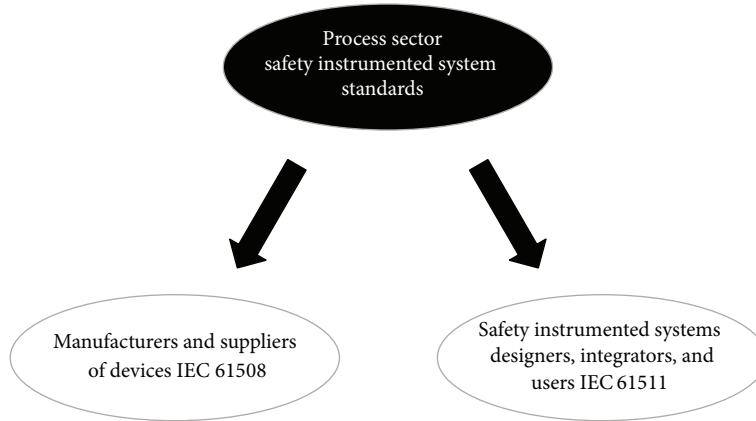 Process sector
safety instrumented system
standards
Manufacturers and suppliers
of devices IEC 61508
Safety instrumented systems
designers, integrators, and
users IEC 61511